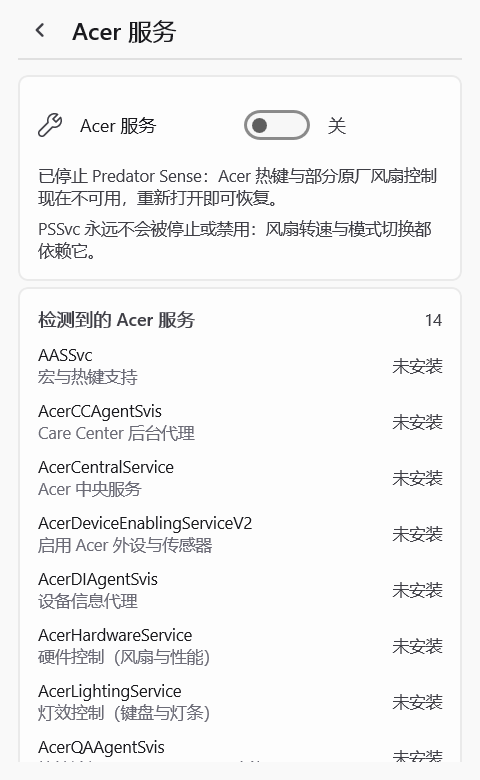 Acer 服务
Acer 服务
关
已停止 Predator Sense：Acer 热键与部分原厂风扇控制
现在不可用，重新打开即可恢复。
PSSvc 永远不会被停止或禁用：风扇转速与模式切换都
依赖它。
检测到的 Acer 服务
14
AASSvc
宏与热键支持
未安装
AcerCCAgentSvis
Care Center 后台代理
未安装
AcerCentralService
Acer 中央服务
未安装
AcerDeviceEnablingServiceV2
启用 Acer 外设与传感器
未安装
AcerDIAgentSvis
设备信息代理
未安装
AcerHardwareService
硬件控制（风扇与性能）
未安装
AcerLightingService
灯效控制（键盘与灯条）
未安装
AcerQAAgentSvis
未安装